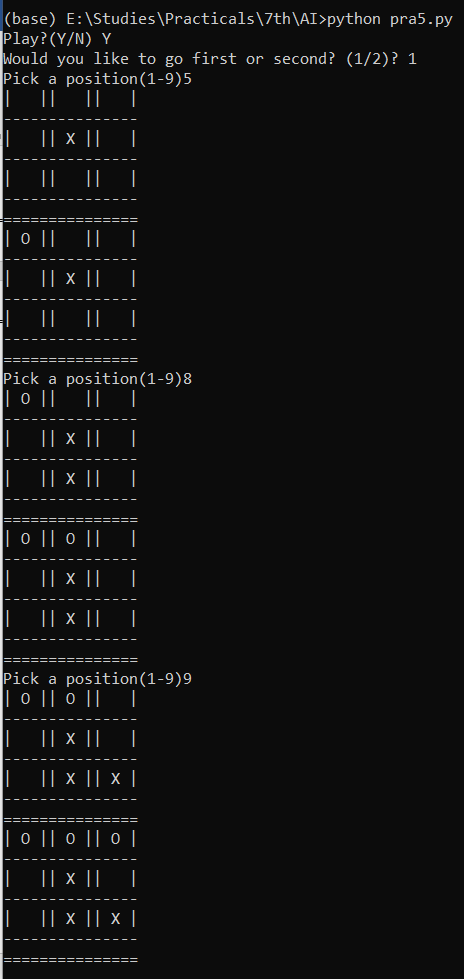 (base) E:\Studies\Practicals\7th\AI>python pra5.py
Play?(Y/N) Y
Would you like to go first or second? (1/2)? 1
Pick a position(1-9)5
|   ||   ||   |
---------------
|   || X ||   |
---------------
|   ||   ||   |
---------------
===============
| O ||   ||   |
---------------
|   || X ||   |
---------------
|   ||   ||   |
---------------
===============
Pick a position(1-9)8
| O ||   ||   |
---------------
|   || X ||   |
---------------
|   || X ||   |
---------------
===============
| O || O ||   |
---------------
|   || X ||   |
---------------
|   || X ||   |
---------------
===============
Pick a position(1-9)9
| O || O ||   |
---------------
|   || X ||   |
---------------
|   || X || X |
---------------
===============
| O || O || O |
---------------
|   || X ||   |
---------------
|   || X || X |
---------------
===============